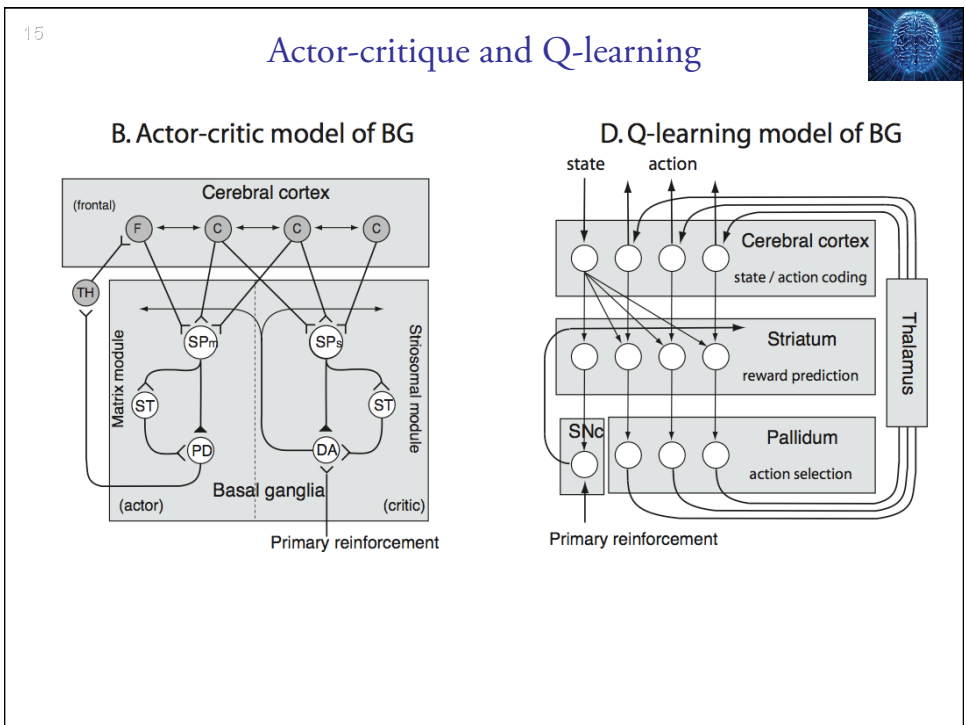 15
Actor-critique and Q-learning
B. Actor-critic model of BG
Cerebral cortex
(frontal)
F
C
C
C
TH
Matrix module
SPm
SPs
Striosomal module
ST
ST
PD
DA
Basal ganglia
(actor)
(critic)
Primary reinforcement
D. Q-learning model of BG
state
action
Cerebral cortex
state / action coding
Striatum
reward prediction
Thalamus
SNc
Pallidum
action selection
Primary reinforcement